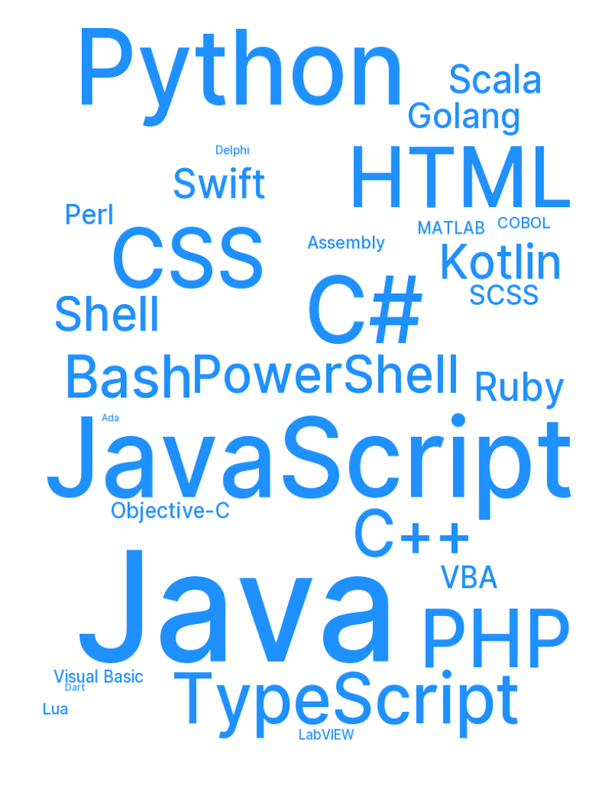 Python
Scala
Golang
HTML
Delphi
Swift
Perl
MATLAB
COBOL
CSS
Assembly
Kotlin
SCSS
C#
Shell
Bash
PowerShell
Ruby
Ada
JavaScript
Objective-C
C++
VBA
Java
PHP
Visual Basic
Dart
TypeScript
Lua
LabVIEW